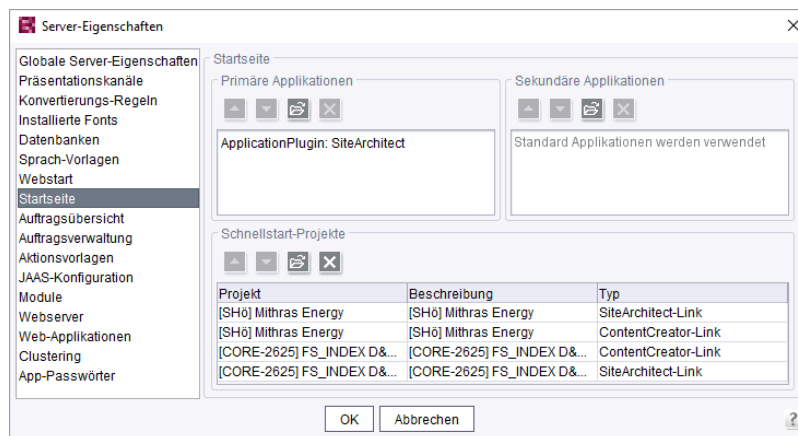 Server-Eigenschaften
Globale Server-Eigenschaften
Präsentationskanäle
Konvertierungs-Regeln
Installierte Fonts
Datenbanken
Sprach-Vorlagen
Webstart
Startseite
Auftragsübersicht
Auftragsverwaltung
Aktionsvorlagen
JAAS-Konfiguration
Module
Webserver
Web-Applikationen
Clustering
App-Passwörter
Startseite
Primäre Applikationen
ApplicationPlugin: SiteArchitect
Sekundäre Applikationen
Standard Applikationen werden verwendet
Schnellstart-Projekte
Projekt Beschreibung Typ
[SHö] Mithras Energy [SHö] Mithras Energy SiteArchitect-Link
[SHö] Mithras Energy [SHö] Mithras Energy ContentCreator-Link
[CORE-2625] FS_INDEX D&... [CORE-2625] FS_INDEX D&... ContentCreator-Link
[CORE-2625] FS_INDEX D&... [CORE-2625] FS_INDEX D&... SiteArchitect-Link
OK Abbrechen
?